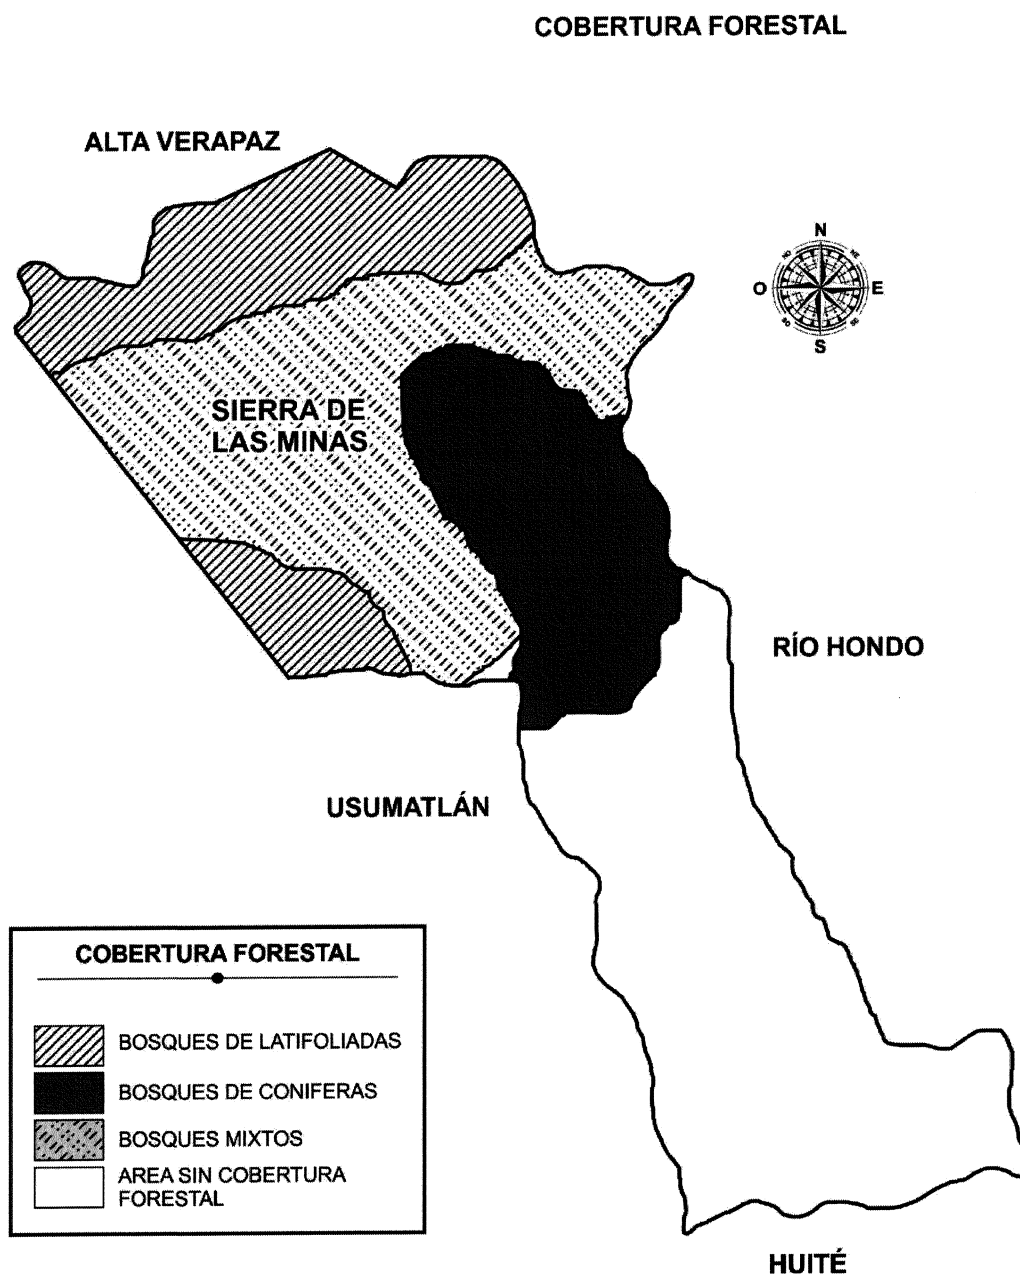 COBERTURA FORESTAL
ALTA VERAPAZ
N
O
E
S
SIERRA DE
LAS MINAS
RÍO HONDO
USUMATLÁN
COBERTURA FORESTAL
BOSQUES DE LATIFOLIADAS
BOSQUES DE CONIFERAS
BOSQUES MIXTOS
AREA SIN COBERTURA
FORESTAL
HUITÉ